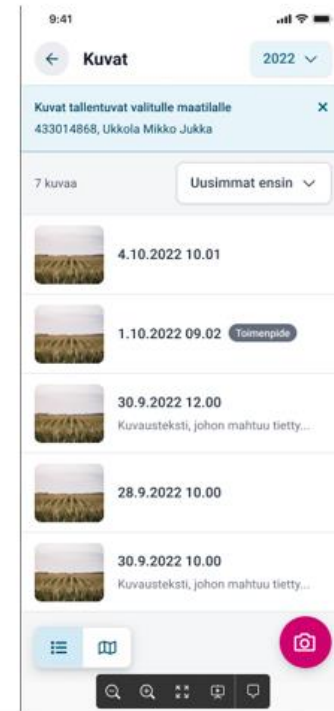 9:41
Kuvat
2022
Kuvat tallentuvat valitulle maatilalle
433014868, Ukkola Mikko Jukka
7 kuvaa
Uusimmat ensin
4.10.2022 10.01
1.10.2022 09.02 Toimenpide
30.9.2022 12.00
Kuvausteksti, johon mahtuu tietty...
28.9.2022 10.00
30.9.2022 10.00
Kuvausteksti, johon mahtuu tietty...